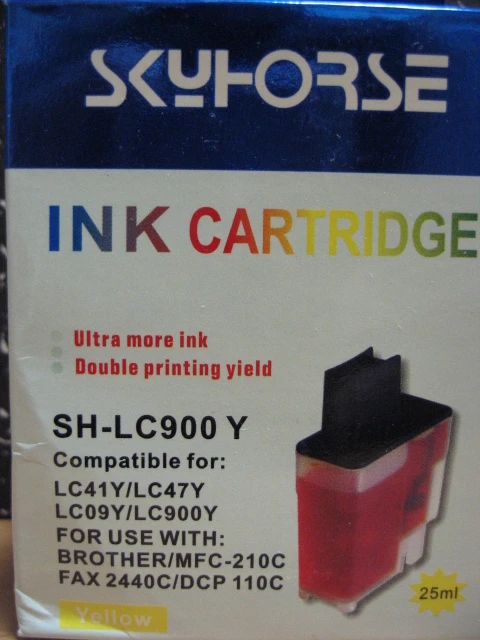 SKYHORSE
INK CARTRIDGE
Ultra more ink
Double printing yield
SH-LC900 Y
Compatible for:
LC41Y/LC47Y
LC09Y/LC900Y
FOR USE WITH:
BROTHER/MFC-210C
FAX 2440C/DCP 110C
25ml
Yellow